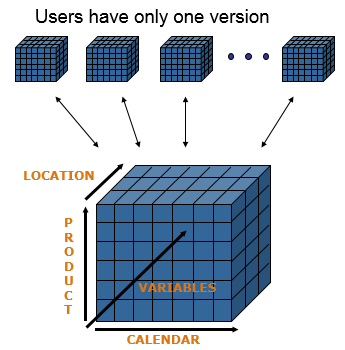 Users have only one version
LOCATION
PRODUCT
VARIABLES
CALENDAR